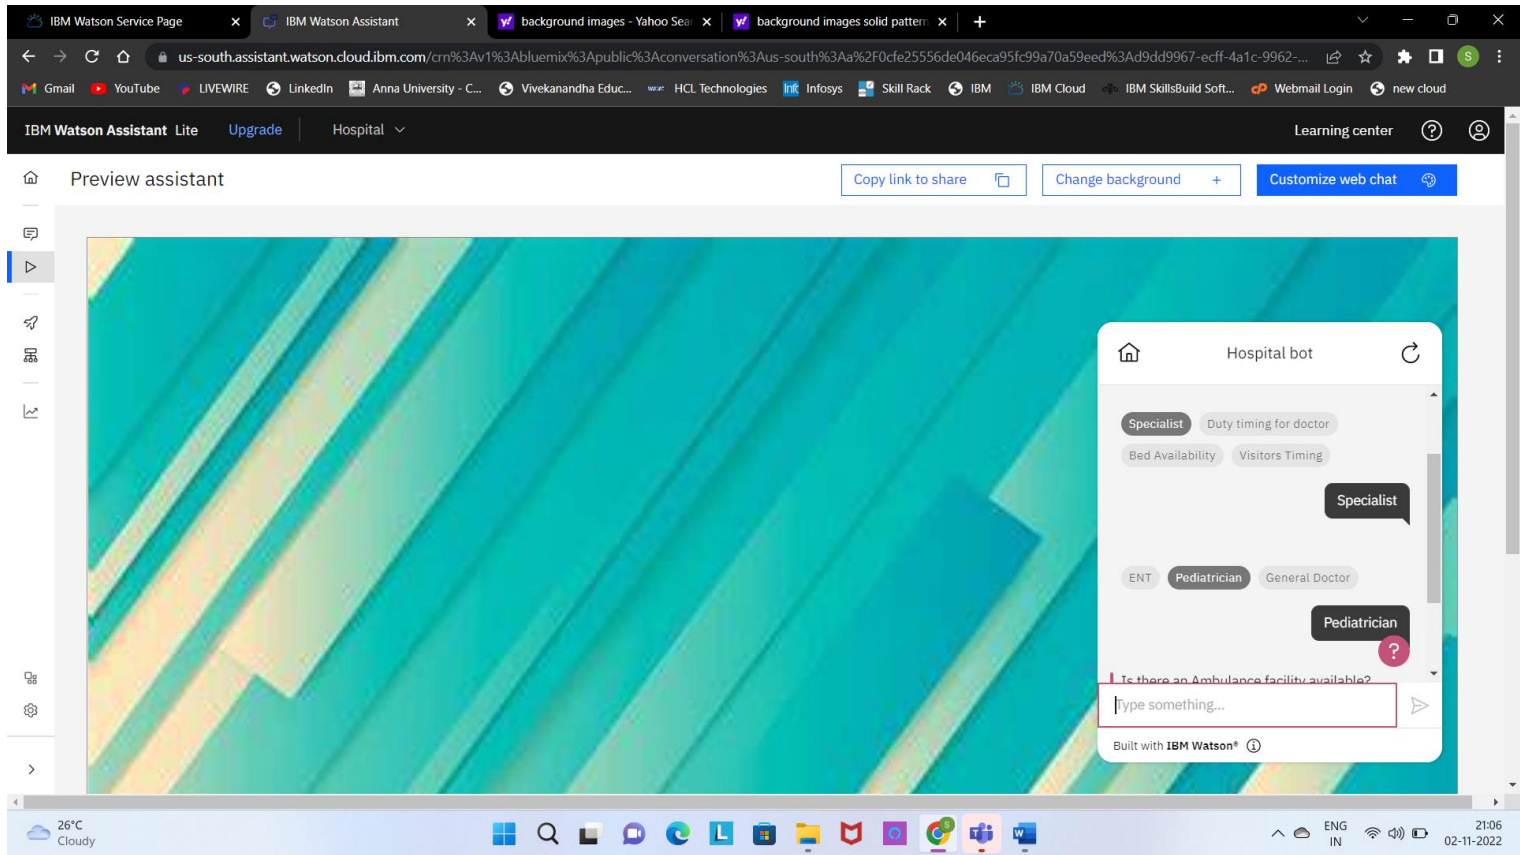 IBM Watson Service Page
IBM Watson Assistant
background images - Yahoo Sear
background images solid pattern
us-south.assistant.watson.cloud.ibm.com/crn%3Av1%3Abluemix%3Apublic%3Aconversation%3Aus-south%3Aa%2F0cfe25556de046eca95fc99a70a59eed%3Ad9dd9967-ecff-4a1c-9962-...
S
Gmail
YouTube
LIVEWIRE
LinkedIn
Anna University - C...
Vivekanandha Educ...
HCL Technologies
Infosys
Skill Rack
IBM
IBM Cloud
IBM SkillsBuild Soft...
Webmail Login
new cloud
IBM Watson Assistant Lite
Upgrade
Hospital
Learning center
Preview assistant
Copy link to share
Change background +
Customize web chat
Hospital bot
Specialist
Duty timing for doctor
Bed Availability
Visitors Timing
Specialist
ENT
Pediatrician
General Doctor
Pediatrician
?
Is there an Ambulance facility available?
Type something...
Built with IBM Watson®
26°C
Cloudy
ENG
IN
21:06
02-11-2022